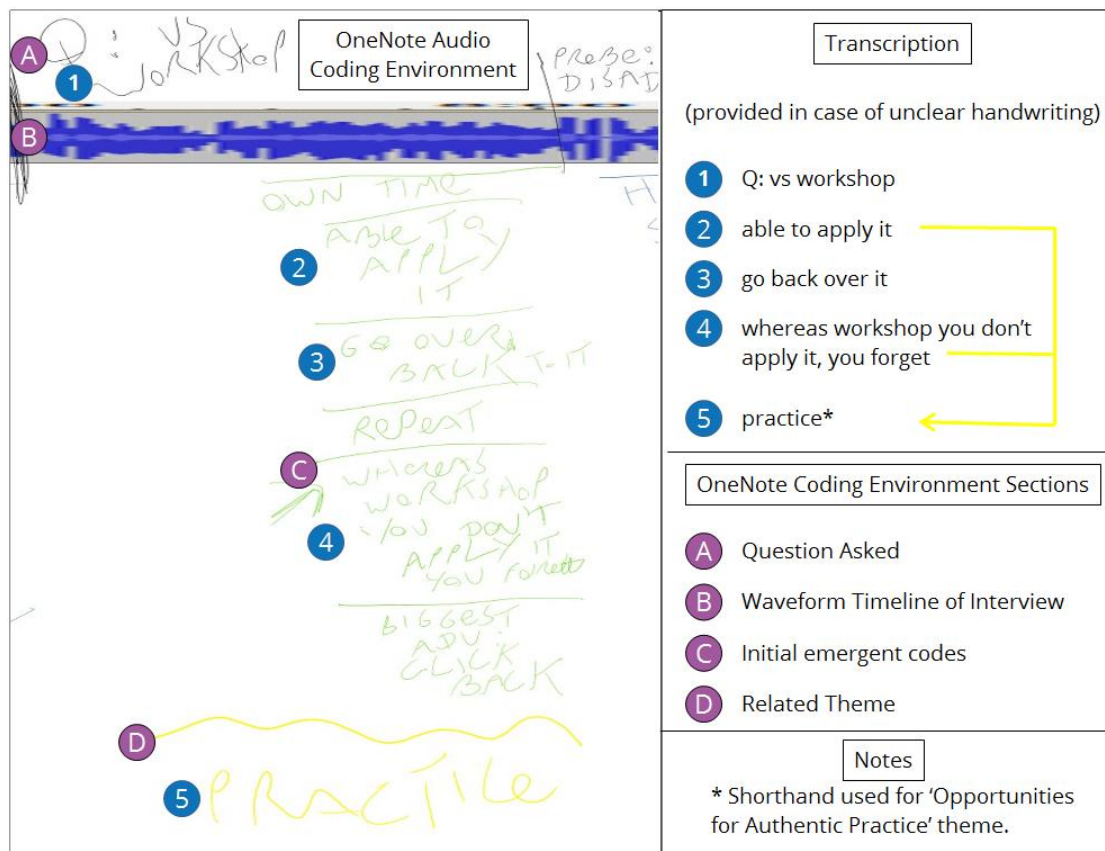 A
Q: VS
WORKSHOP
1
OneNote Audio
Coding Environment
PROBE:
DISAD
B
OWN TIME
2
ABLE TO
APPLY
IT
3
GO OVER
BACK TO IT
REPEAT
C
WHEREAS
WORKSHOP
YOU DON'T
APPLY IT
YOU FORGET
4
BIGGEST
ADV:
CLICK
BACK
D
5
PRACTICE
H
Transcription
(provided in case of unclear handwriting)
1 Q: vs workshop
2 able to apply it
3 go back over it
4 whereas workshop you don't
apply it, you forget
5 practice*
OneNote Coding Environment Sections
A Question Asked
B Waveform Timeline of Interview
C Initial emergent codes
D Related Theme
Notes
* Shorthand used for 'Opportunities
for Authentic Practice' theme.